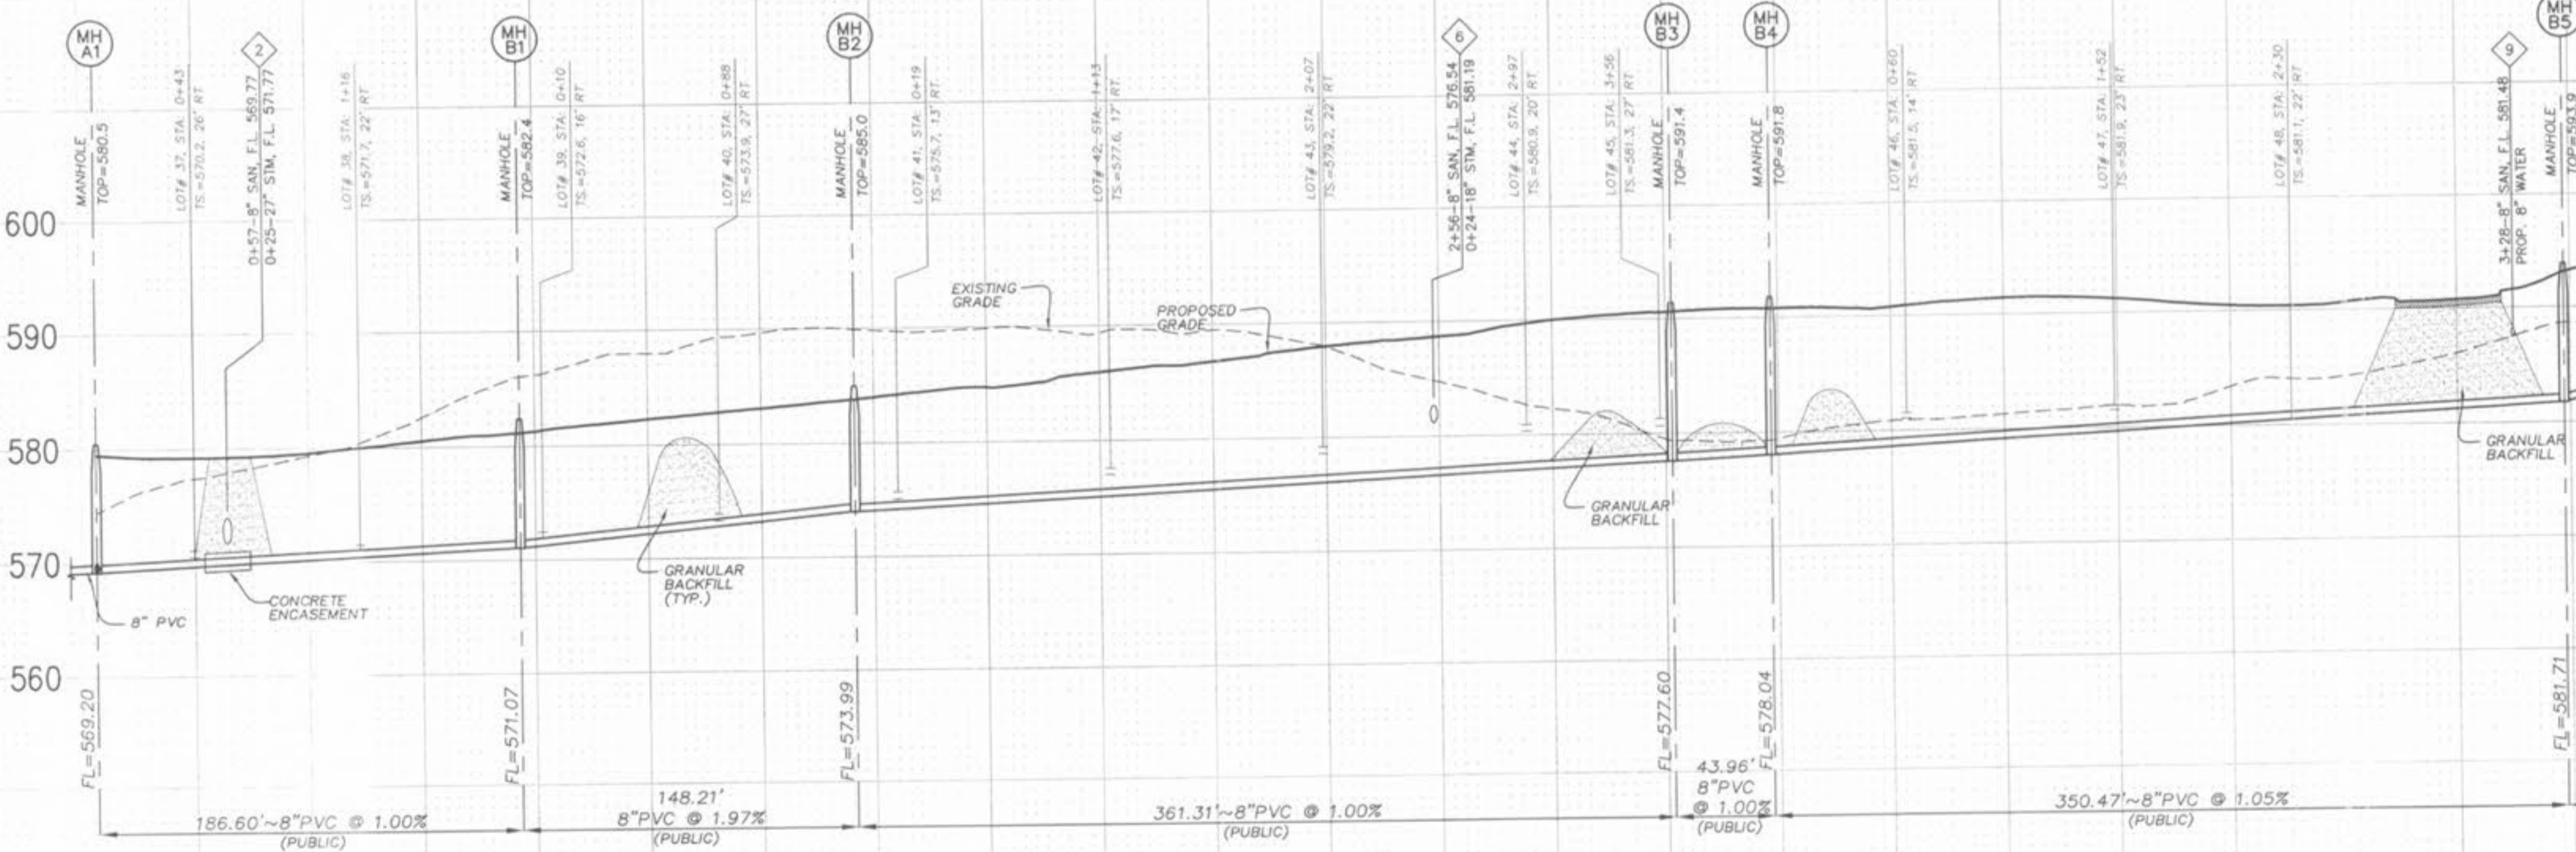 MH
A1
MH
B1
MH
B2
MH
B3
MH
B4
MH
B5
2
6
9
MANHOLE
TOP=580.5
LOT# 37, STA: 0+43
TS.=570.2, 26' RT
0+57-8" SAN, F.L. 569.77
0+25-27" STM, F.L. 571.77
LOT# 38, STA: 1+16
TS.=571.7, 22' RT
MANHOLE
TOP=582.4
LOT# 39, STA: 0+10
TS.=572.6, 16' RT
LOT# 40, STA: 0+88
TS.=573.9, 27' RT
MANHOLE
TOP=585.0
LOT# 41, STA: 0+19
TS.=575.7, 13' RT
LOT# 42, STA: 1+13
TS.=577.6, 17' RT
LOT# 43, STA: 2+07
TS.=579.2, 22' RT
2+56-8" SAN, F.L. 576.54
0+24-18" STM, F.L. 581.19
LOT# 44, STA: 2+97
TS.=580.9, 20' RT
LOT# 45, STA: 3+56
TS.=581.3, 27' RT
MANHOLE
TOP=591.4
MANHOLE
TOP=591.8
LOT# 46, STA: 0+60
TS.=581.5, 14' RT
LOT# 47, STA: 1+52
TS.=581.9, 23' RT
LOT# 48, STA: 2+30
TS.=581.1, 22' RT
3+28-8" SAN, F.L. 581.48
PROP. 8" WATER
MANHOLE
TOP=593.9
600
590
580
570
560
EXISTING
GRADE
PROPOSED
GRADE
8" PVC
CONCRETE
ENCASEMENT
GRANULAR
BACKFILL
(TYP.)
GRANULAR
BACKFILL
GRANULAR
BACKFILL
FL=569.20
FL=571.07
FL=573.99
FL=577.60
FL=578.04
FL=581.71
186.60'~8"PVC @ 1.00%
(PUBLIC)
148.21'
8"PVC @ 1.97%
(PUBLIC)
361.31'~8"PVC @ 1.00%
(PUBLIC)
43.96'
8"PVC
@ 1.00%
(PUBLIC)
350.47'~8"PVC @ 1.05%
(PUBLIC)